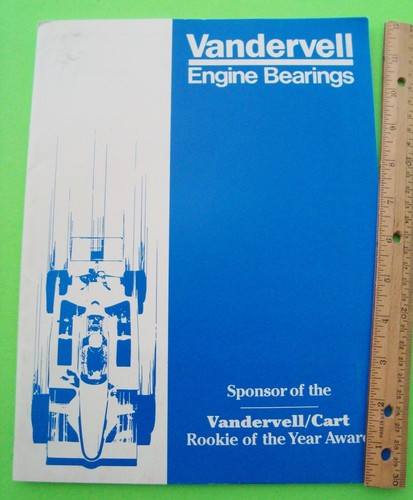 Vandervell
Engine Bearings
Sponsor of the
Vandervell/Cart
Rookie of the Year Awar